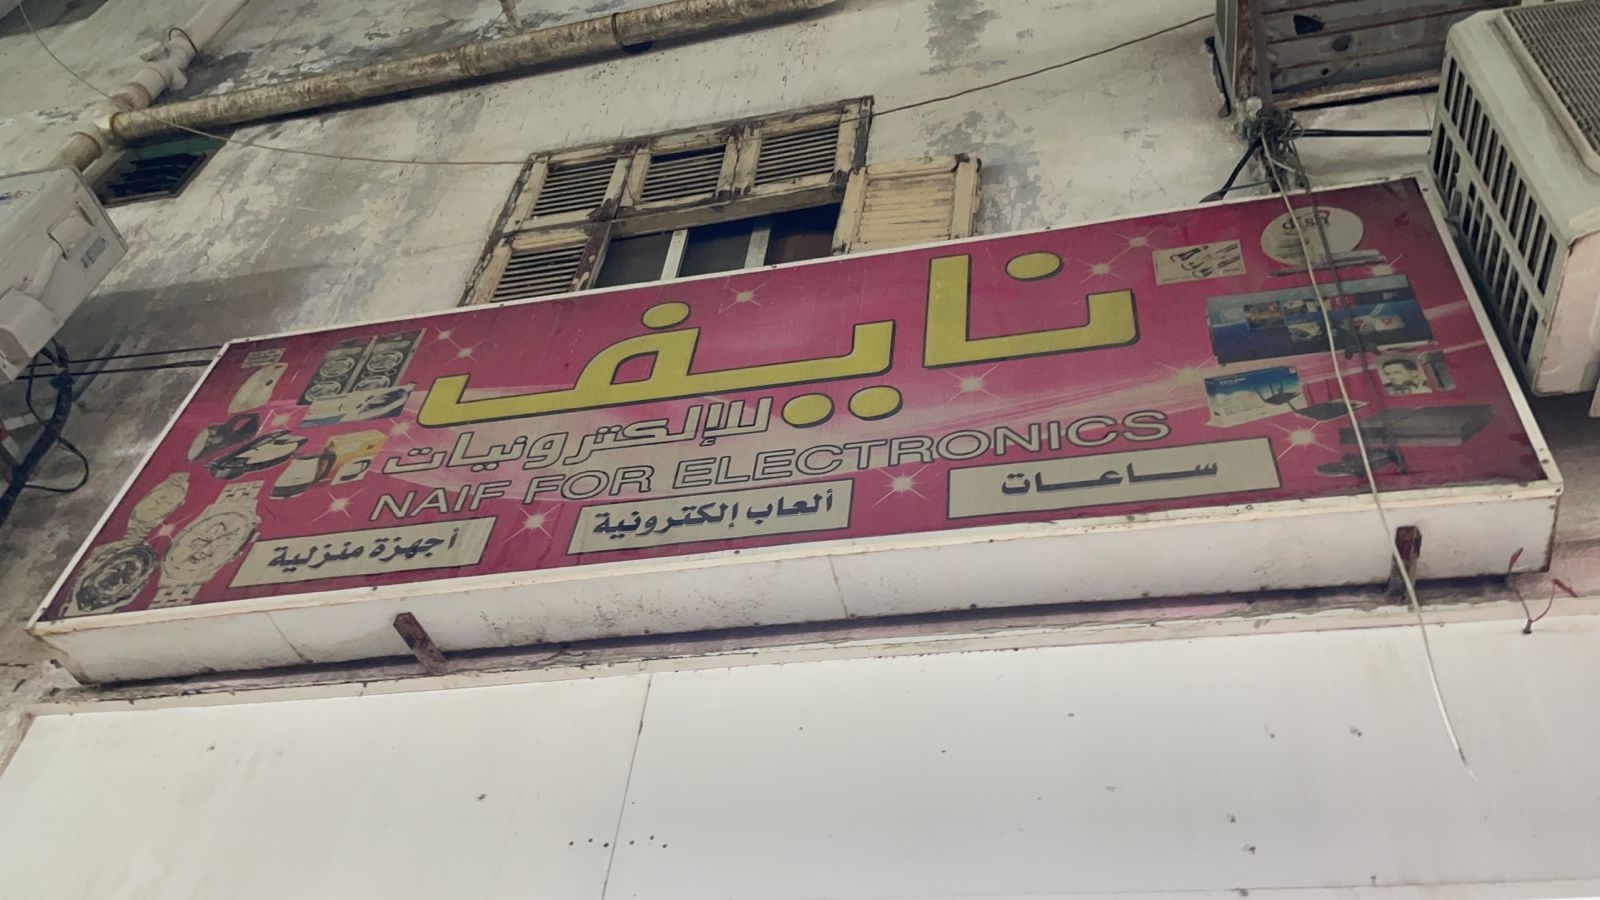 نايف
للإلكترونيات
NAIF FOR ELECTRONICS
ساعات
ألعاب إلكترونية
أجهزة منزلية